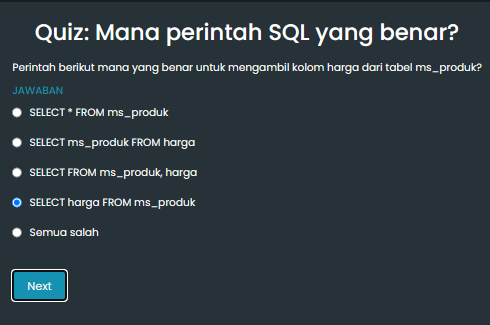 Quiz: Mana perintah SQL yang benar?
Perintah berikut mana yang benar untuk mengambil kolom harga dari tabel ms_produk?
JAWABAN
SELECT * FROM ms_produk
SELECT ms_produk FROM harga
SELECT FROM ms_produk, harga
SELECT harga FROM ms_produk
Semua salah
Next